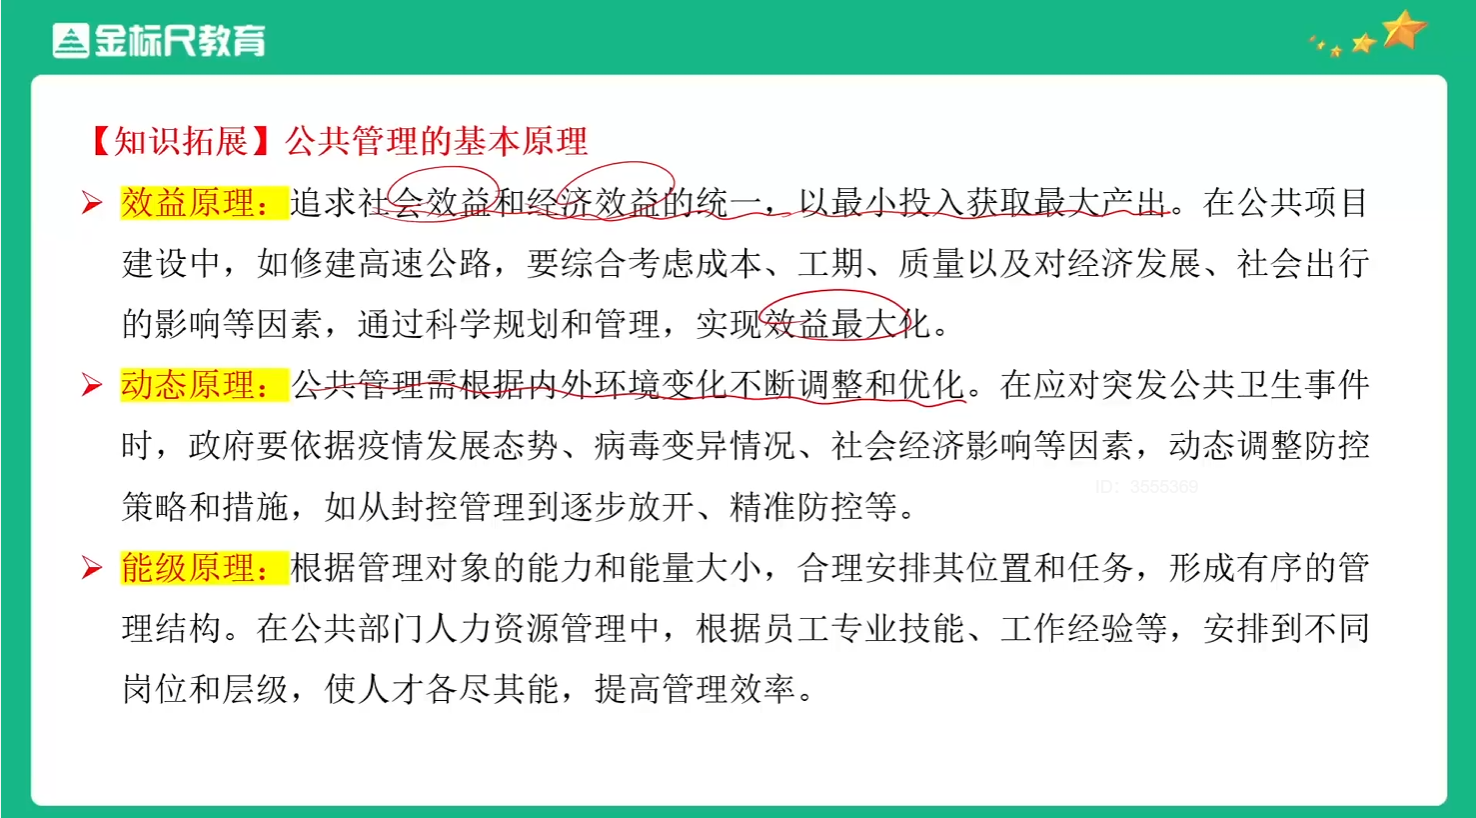 金标尺教育
【知识拓展】公共管理的基本原理
效益原理：追求社会效益和经济效益的统一，以最小投入获取最大产出。在公共项目
建设中，如修建高速公路，要综合考虑成本、工期、质量以及对经济发展、社会出行
的影响等因素，通过科学规划和管理，实现效益最大化。
动态原理：公共管理需根据内外环境变化不断调整和优化。在应对突发公共卫生事件
时，政府要依据疫情发展态势、病毒变异情况、社会经济影响等因素，动态调整防控
策略和措施，如从封控管理到逐步放开、精准防控等。
ID：3555369
能级原理：根据管理对象的能力和能量大小，合理安排其位置和任务，形成有序的管
理结构。在公共部门人力资源管理中，根据员工专业技能、工作经验等，安排到不同
岗位和层级，使人才各尽其能，提高管理效率。